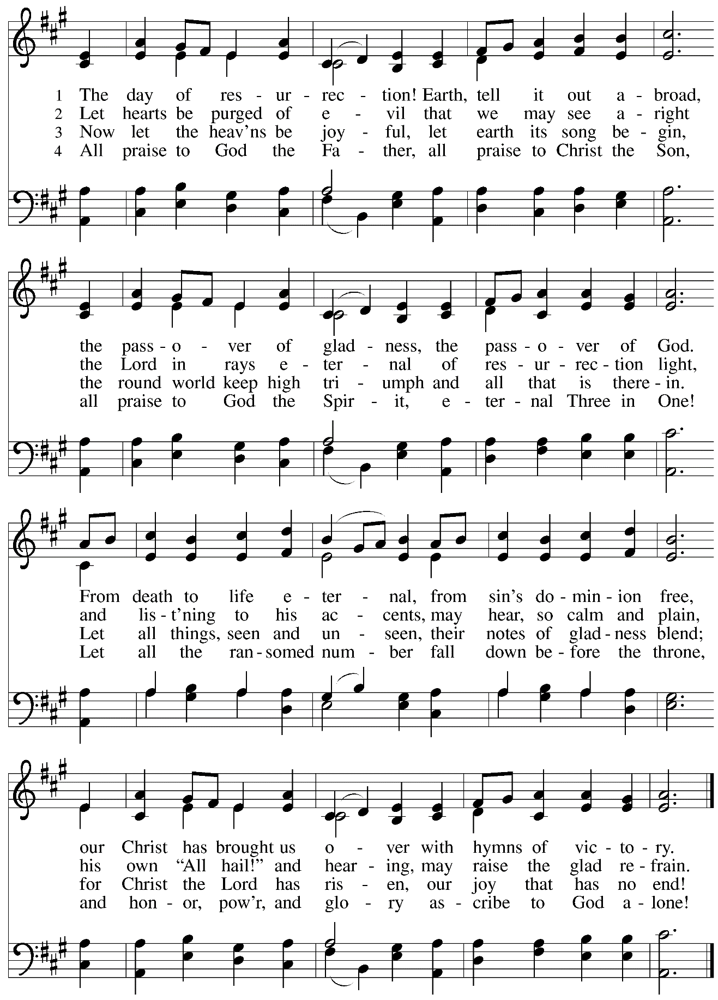 1 The day of res - ur - rec - tion! Earth, tell it out a - broad,
2 Let hearts be purged of e - vil that we may see a - right
3 Now let the heav'ns be joy - ful, let earth its song be - gin,
4 All praise to God the Fa - ther, all praise to Christ the Son,
the pass - o - ver of glad - ness, the pass - o - ver of God.
the Lord in rays e - ter - nal of res - ur - rec - tion light,
the round world keep high tri - umph and all that is there - in.
all praise to God the Spir - it, e - ter - nal Three in One!
From death to life e - ter - nal, from sin's do - min - ion free,
and lis - t'ning to his ac - cents, may hear, so calm and plain,
Let all things, seen and un - seen, their notes of glad - ness blend;
Let all the ran - somed num - ber fall down be - fore the throne,
our Christ has brought us o - ver with hymns of vic - to - ry.
his own “All hail!” and hear - ing, may raise the glad re - frain.
for Christ the Lord has ris - en, our joy that has no end!
and hon - or, pow'r, and glo - ry as - cribe to God a - lone!